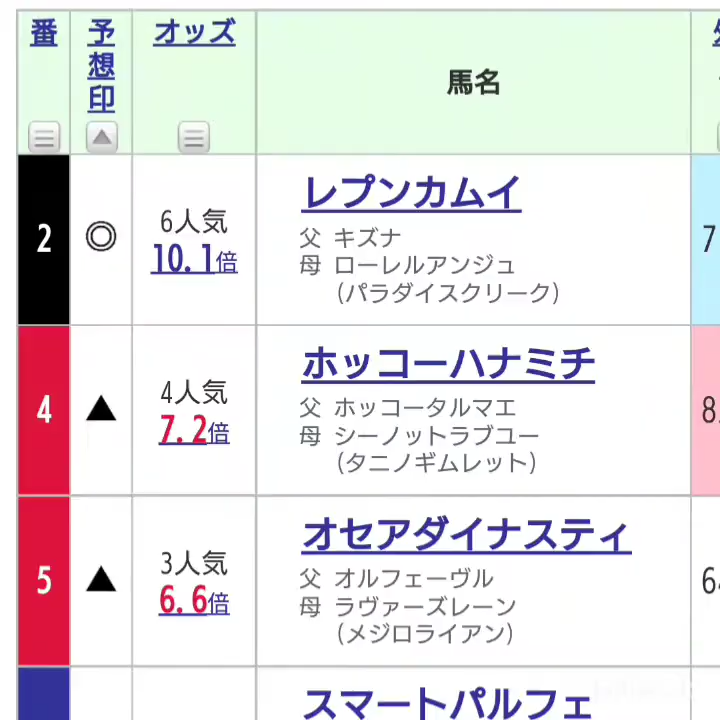 番 予想印 オッズ 馬名
2 ◎ 6人気 10.1倍 レプンカムイ
父 キズナ
母 ローレルアンジュ
(パラダイスクリーク)
7
4 ▲ 4人気 7.2倍 ホッコーハナミチ
父 ホッコータルマエ
母 シーノットラブユー
(タニノギムレット)
8
5 ▲ 3人気 6.6倍 オセアダイナスティ
父 オルフェーヴル
母 ラヴァーズレーン
(メジロライアン)
6
スマートパルフェ